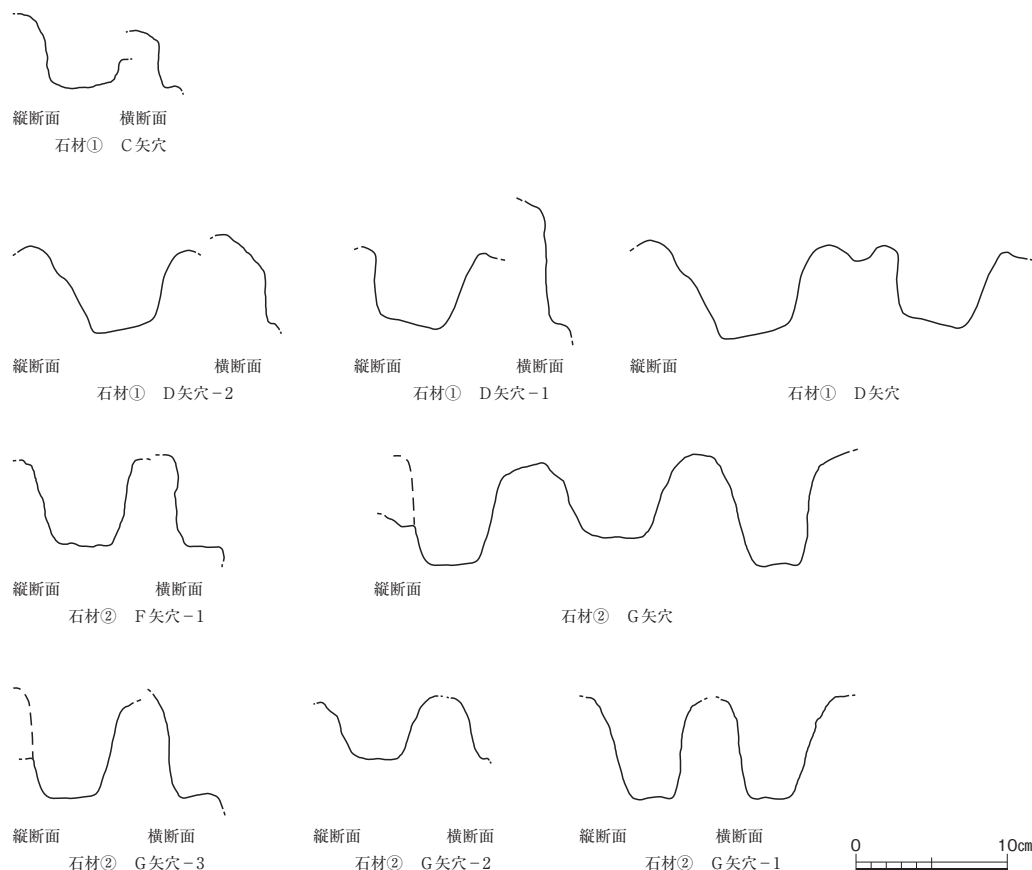 縦断面 横断面
石材① C矢穴
縦断面 横断面 縦断面 横断面 縦断面
石材① D矢穴−2 石材① D矢穴−1 石材① D矢穴
縦断面 横断面 縦断面
石材② F矢穴−1 石材② G矢穴
縦断面 横断面 縦断面 横断面 縦断面 横断面
石材② G矢穴−3 石材② G矢穴−2 石材② G矢穴−1
0 10cm